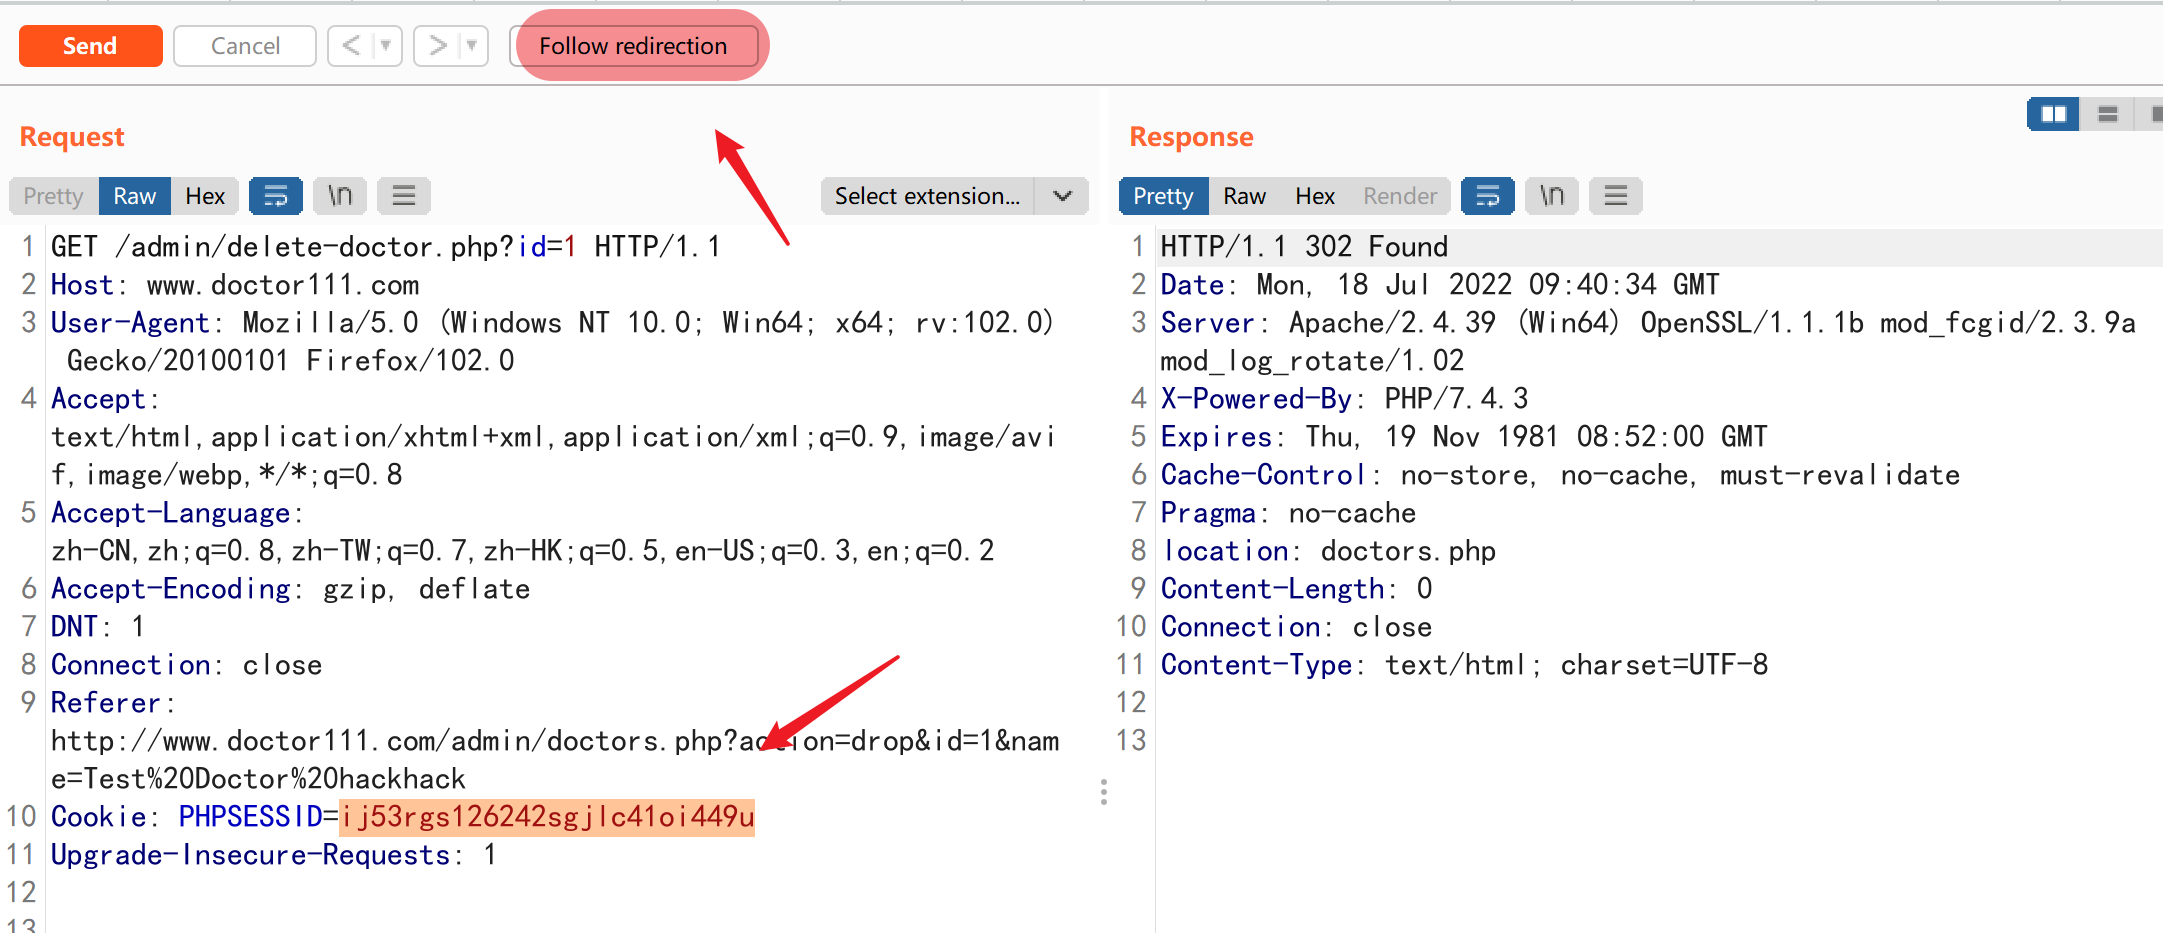 Send Cancel < > Follow redirection
Request
Pretty Raw Hex \n Select extension...
1 GET /admin/delete-doctor.php?id=1 HTTP/1.1
2 Host: www.doctor111.com
3 User-Agent: Mozilla/5.0 (Windows NT 10.0; Win64; x64; rv:102.0)
Gecko/20100101 Firefox/102.0
4 Accept:
text/html,application/xhtml+xml,application/xml;q=0.9,image/avi
f,image/webp,*/*;q=0.8
5 Accept-Language:
zh-CN,zh;q=0.8,zh-TW;q=0.7,zh-HK;q=0.5,en-US;q=0.3,en;q=0.2
6 Accept-Encoding: gzip, deflate
7 DNT: 1
8 Connection: close
9 Referer:
http://www.doctor111.com/admin/doctors.php?action=drop&id=1&nam
e=Test%20Doctor%20hackhack
10 Cookie: PHPSESSID=ij53rgs126242sgjlc41oi449u
11 Upgrade-Insecure-Requests: 1
12
13
Response
Pretty Raw Hex Render \n
1 HTTP/1.1 302 Found
2 Date: Mon, 18 Jul 2022 09:40:34 GMT
3 Server: Apache/2.4.39 (Win64) OpenSSL/1.1.1b mod_fcgid/2.3.9a
mod_log_rotate/1.02
4 X-Powered-By: PHP/7.4.3
5 Expires: Thu, 19 Nov 1981 08:52:00 GMT
6 Cache-Control: no-store, no-cache, must-revalidate
7 Pragma: no-cache
8 location: doctors.php
9 Content-Length: 0
10 Connection: close
11 Content-Type: text/html; charset=UTF-8
12
13